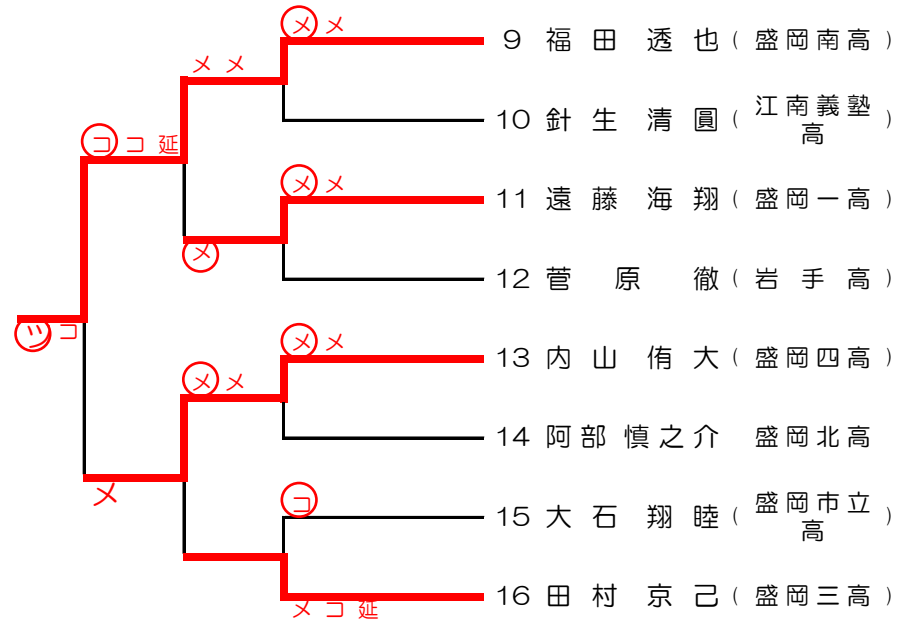 メメ
9 福田 透也 ( 盛岡南高 )
メメ
10 針生 清圓 ( 江南義塾高 )
ココ延
メメ
11 遠藤 海翔 ( 盛岡一高 )
メ
12 菅原 徹 ( 岩手高 )
ツコ
メメ
13 内山 侑大 ( 盛岡四高 )
メメ
14 阿部 慎之介 盛岡北高
メ
コ
15 大石 翔睦 ( 盛岡市立高 )
16 田村 京己 ( 盛岡三高 )
メコ延